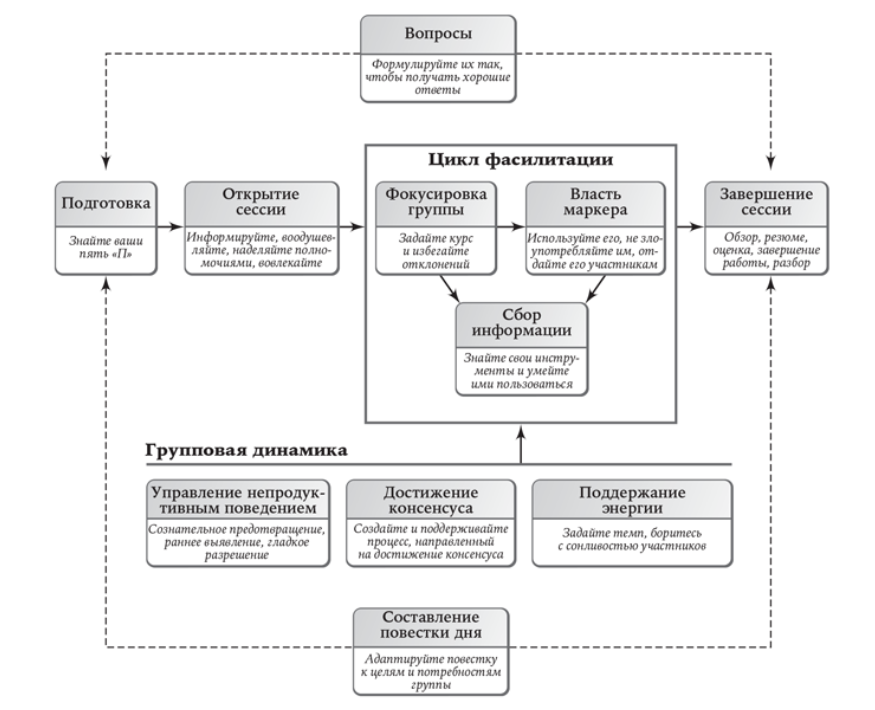 Вопросы
Формулируйте их так,
чтобы получать хорошие
ответы
Цикл фасилитации
Подготовка
Знайте ваши
пять «П»
Открытие
сессии
Информируйте, воодушев-
ляйте, наделяйте полно-
мочиями, вовлекайте
Фокусировка
группы
Задайте курс
и избегайте
отклонений
Власть
маркера
Используйте его, не зло-
употребляйте им, от-
дайте его участникам
Завершение
сессии
Обзор, резюме,
оценка, завершение
работы, разбор
Сбор
информации
Знайте свои инстру-
менты и умейте
ими пользоваться
Групповая динамика
Управление непродук-
тивным поведением
Сознательное предотвращение,
раннее выявление, гладкое
разрешение
Достижение
консенсуса
Создайте и поддерживайте
процесс, направленный
на достижение консенсуса
Поддержание
энергии
Задайте темп, боритесь
с сонливостью участников
Составление
повестки дня
Адаптируйте повестку
к целям и потребностям
группы